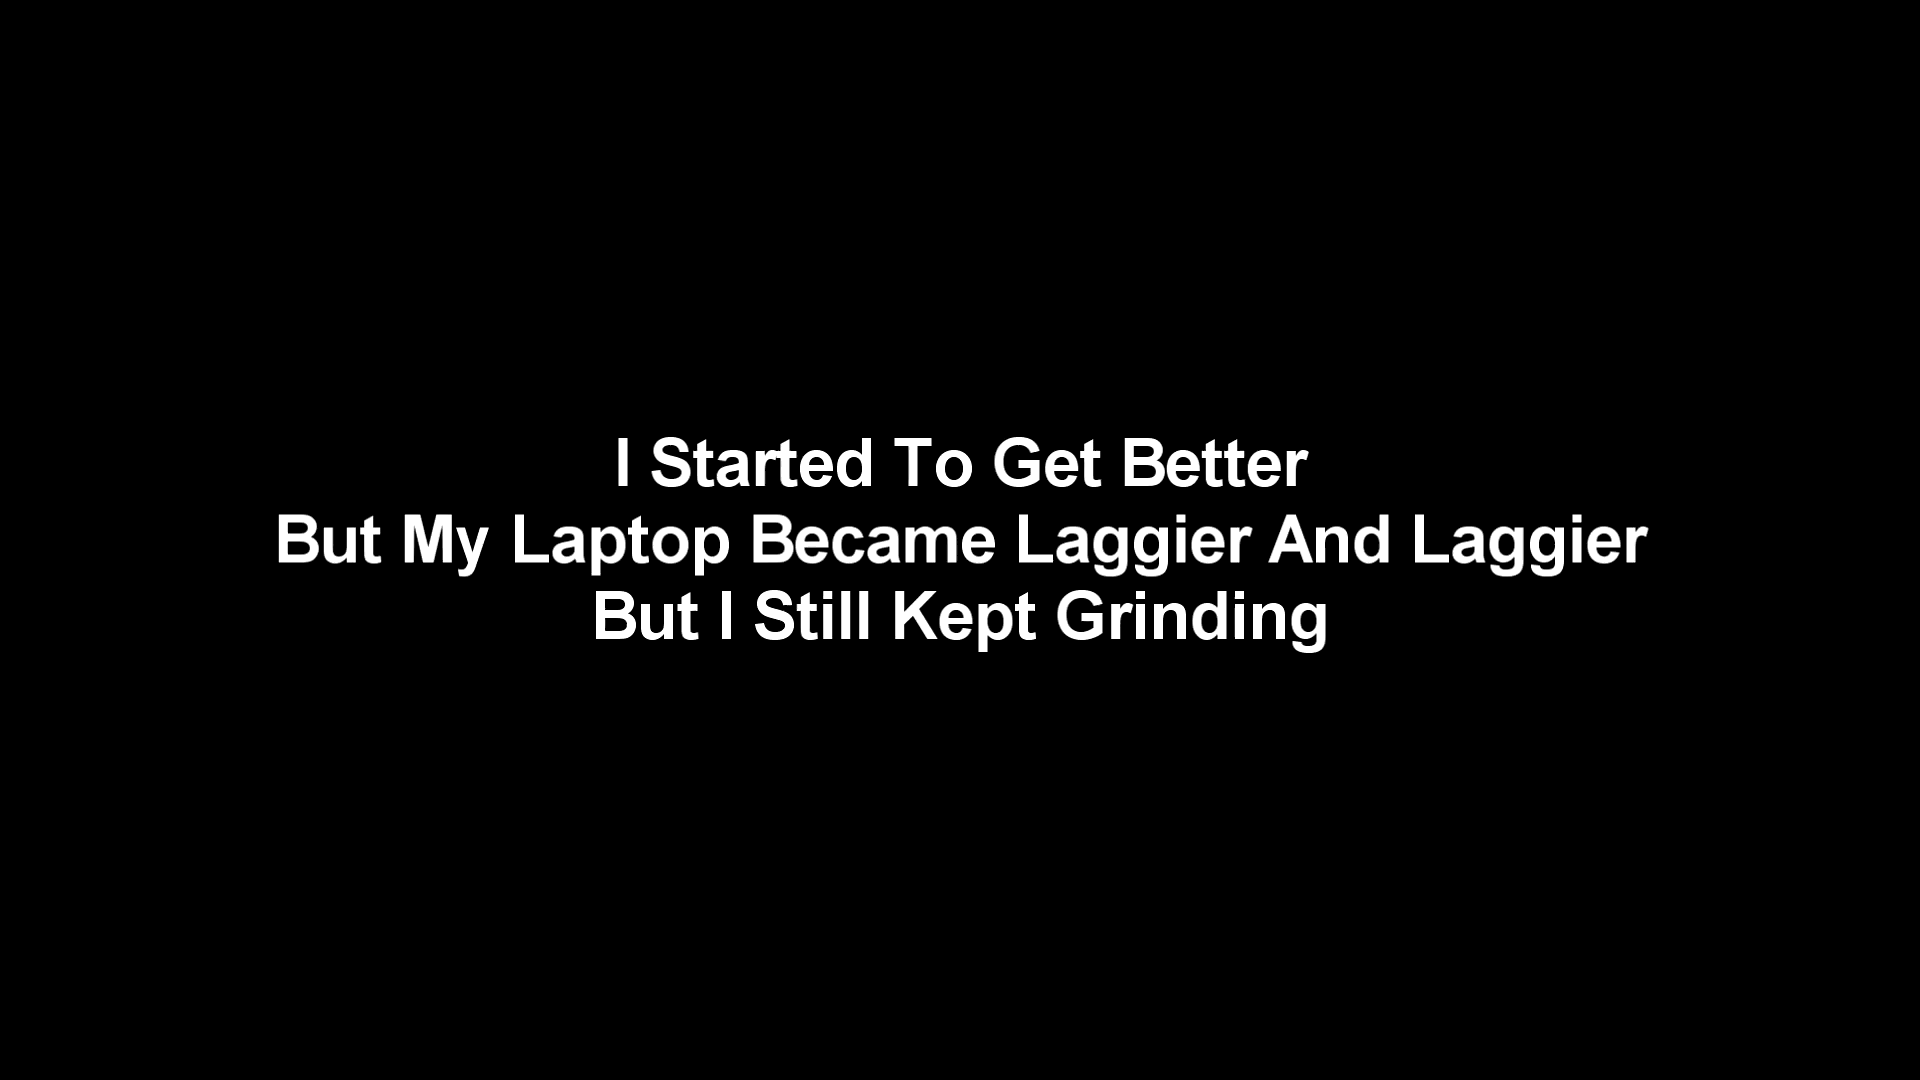 I Started To Get Better
But My Laptop Became Laggier And Laggier
But I Still Kept Grinding